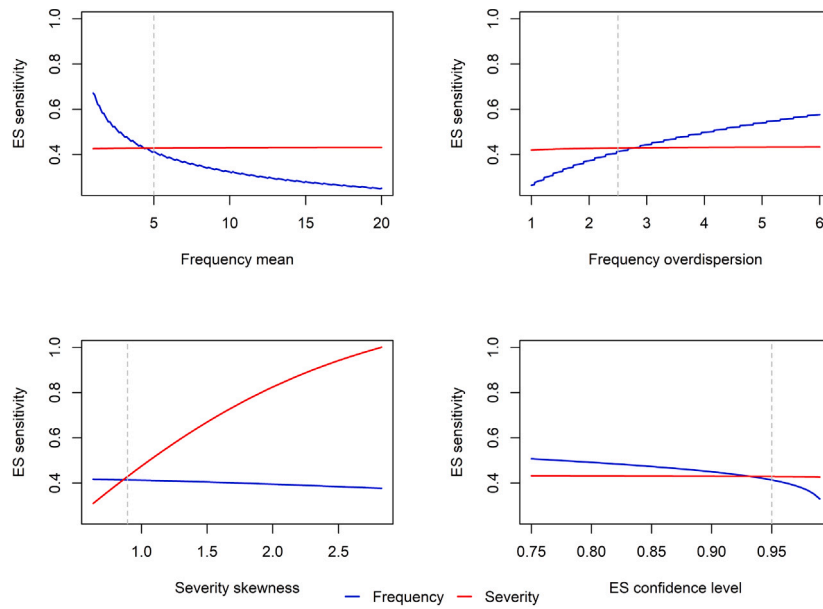 1.0
0.8
0.6
0.4
ES sensitivity
5 10 15 20
Frequency mean
1.0
0.8
0.6
0.4
ES sensitivity
1 2 3 4 5 6
Frequency overdispersion
1.0
0.8
0.6
0.4
ES sensitivity
1.0 1.5 2.0 2.5
Severity skewness
1.0
0.8
0.6
0.4
ES sensitivity
0.75 0.80 0.85 0.90 0.95
ES confidence level
Frequency Severity